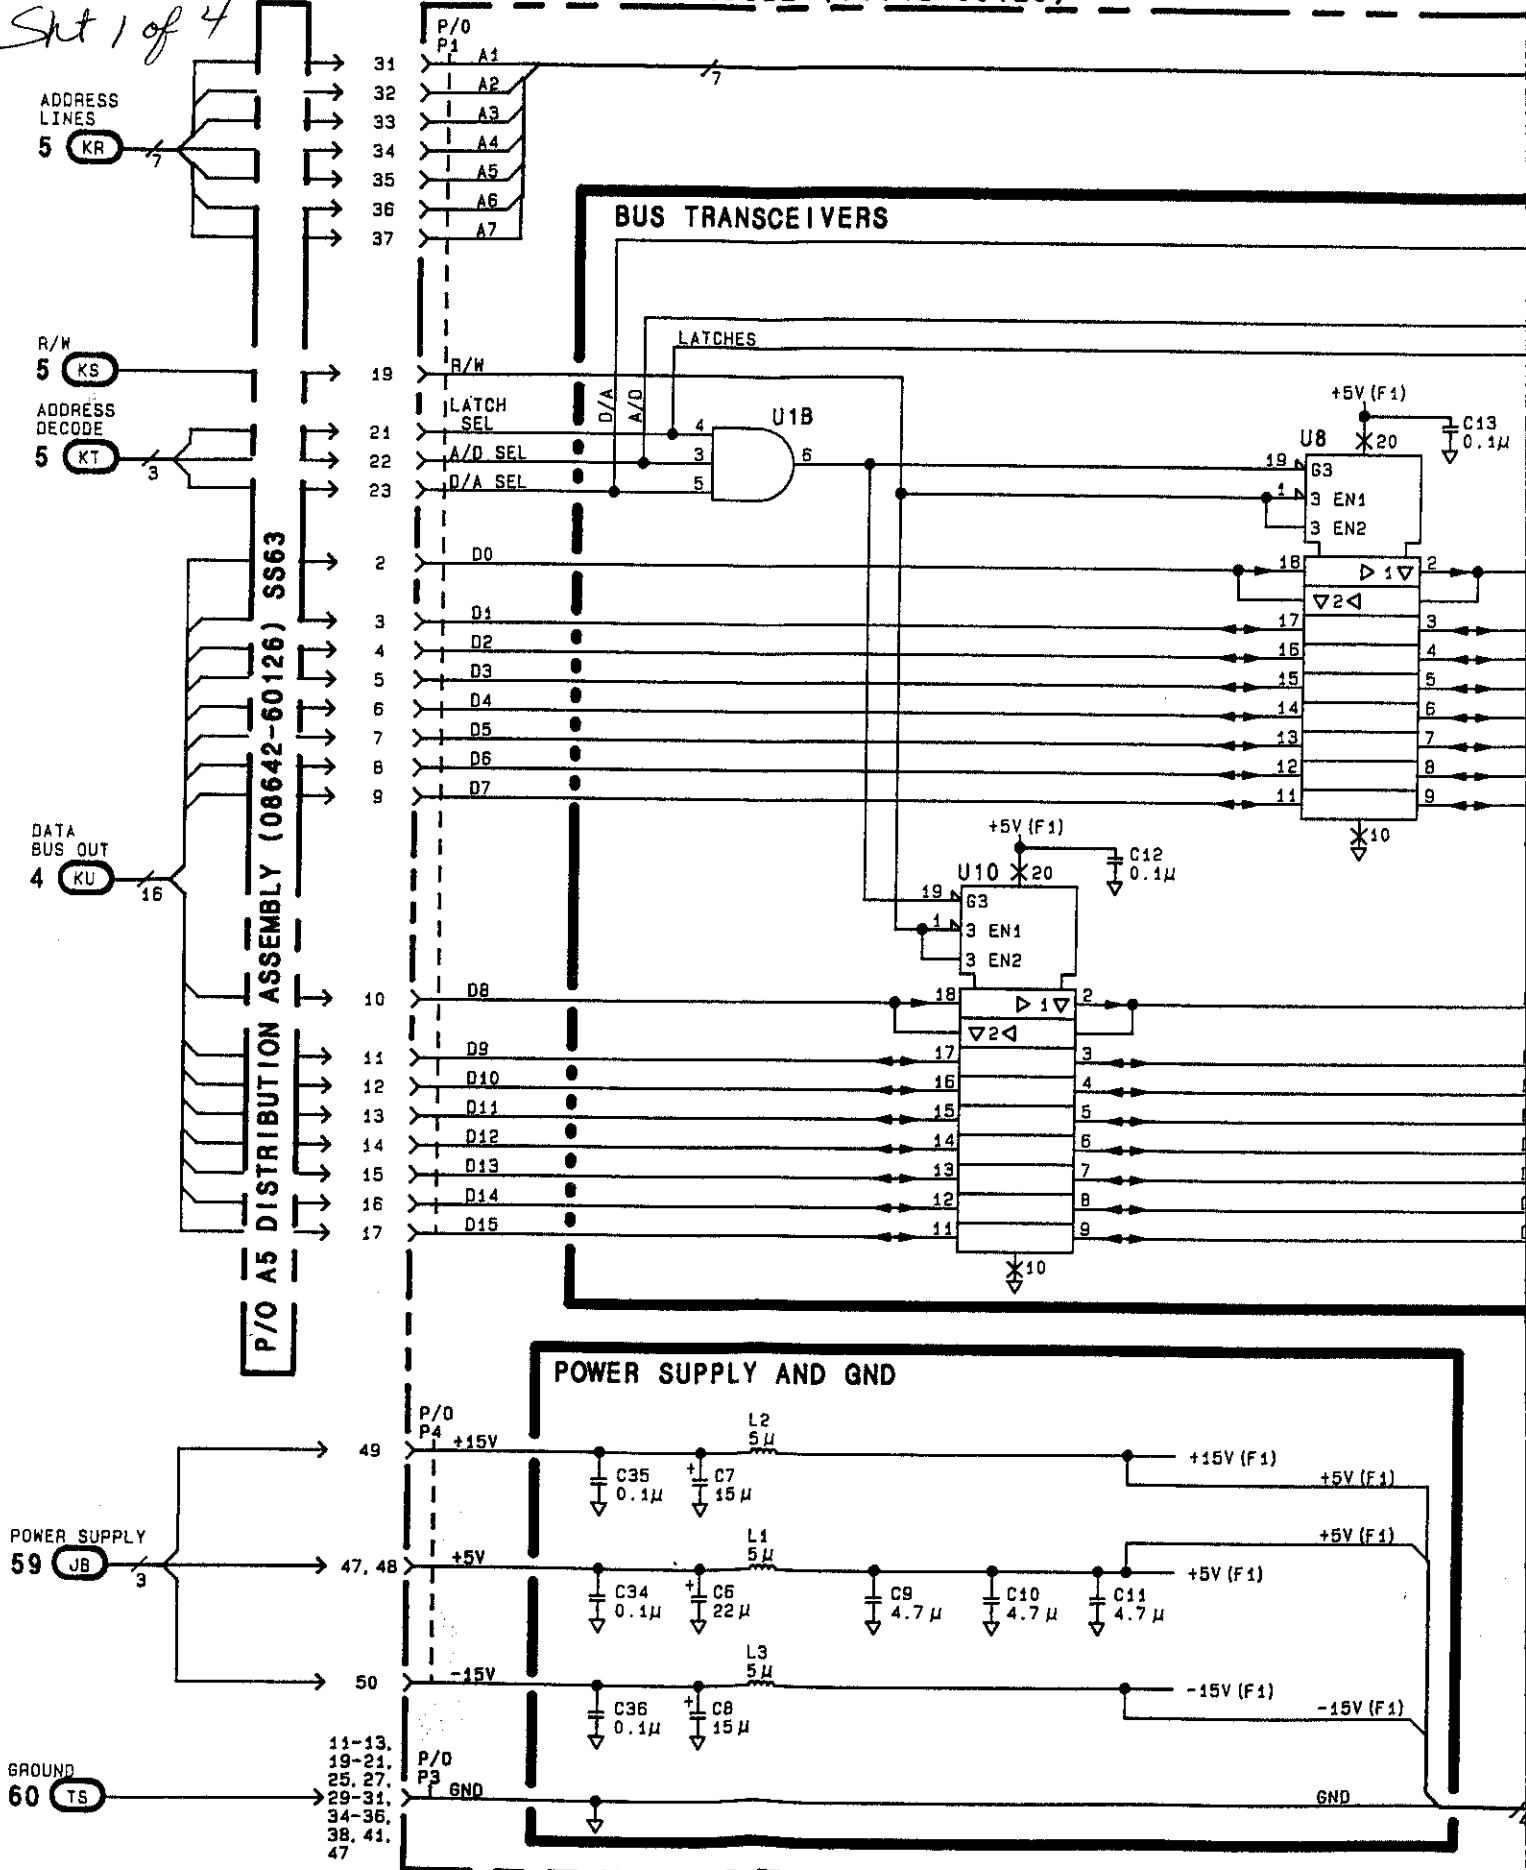 Sht 1 of 4
P/O
P1
ADDRESS
LINES
5 KR
7
31 A1
32 A2
33 A3
34 A4
35 A5
36 A6
37 A7
7
BUS TRANSCEIVERS
LATCHES
D/A
A/D
R/W
5 KS
19 R/W
ADDRESS
DECODE
5 KT
3
21 LATCH
SEL
22 A/D SEL
23 D/A SEL
U1B
4
3
5
6
+5V(F1)
C13
0.1µ
U8
20
19 G3
1 3 EN1
3 EN2
18 1 2
2
17 3
16 4
15 5
14 6
13 7
12 8
11 9
10
2 D0
3 D1
4 D2
5 D3
6 D4
7 D5
8 D6
9 D7
DATA
BUS OUT
4 KU
16
P/O A5 DISTRIBUTION ASSEMBLY (08642-60126) SS63
+5V(F1)
C12
0.1µ
U10
20
19 G3
1 3 EN1
3 EN2
18 1 2
2
17 3
16 4
15 5
14 6
13 7
12 8
11 9
10
10 D8
11 D9
12 D10
13 D11
14 D12
15 D13
16 D14
17 D15
POWER SUPPLY AND GND
P/O
P4
49 +15V
C35
0.1µ
+ C7
15µ
L2
5µ
+15V(F1)
+5V(F1)
POWER SUPPLY
59 JB
3
47, 48 +5V
C34
0.1µ
+ C6
22µ
L1
5µ
C9
4.7µ
C10
4.7µ
C11
4.7µ
+5V(F1)
+5V(F1)
50 -15V
C36
0.1µ
+ C8
15µ
L3
5µ
-15V(F1)
-15V(F1)
GROUND
60 TS
11-13,
19-21,
25, 27,
29-31,
34-36,
38, 41,
47
P/O
P3
GND
GND